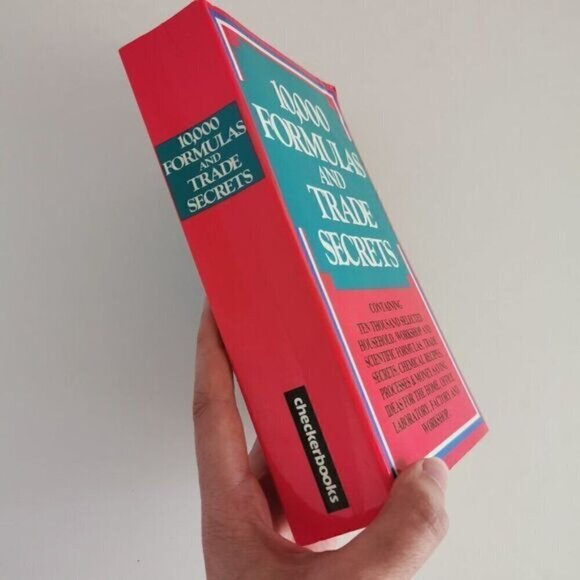 10,000
FORMULAS
AND
TRADE
SECRETS
checkerbooks
10,000
FORMULAS
AND
TRADE
SECRETS
CONTAINING
TEN THOUSAND SELECTED
HOUSEHOLD, WORKSHOP AND
SCIENTIFIC FORMULAS, TRADE
SECRETS, CHEMICAL RECIPES,
PROCESSES & MONEY SAVING
IDEAS FOR THE HOME, OFFICE
LABORATORY, FACTORY AND
WORKSHOP.